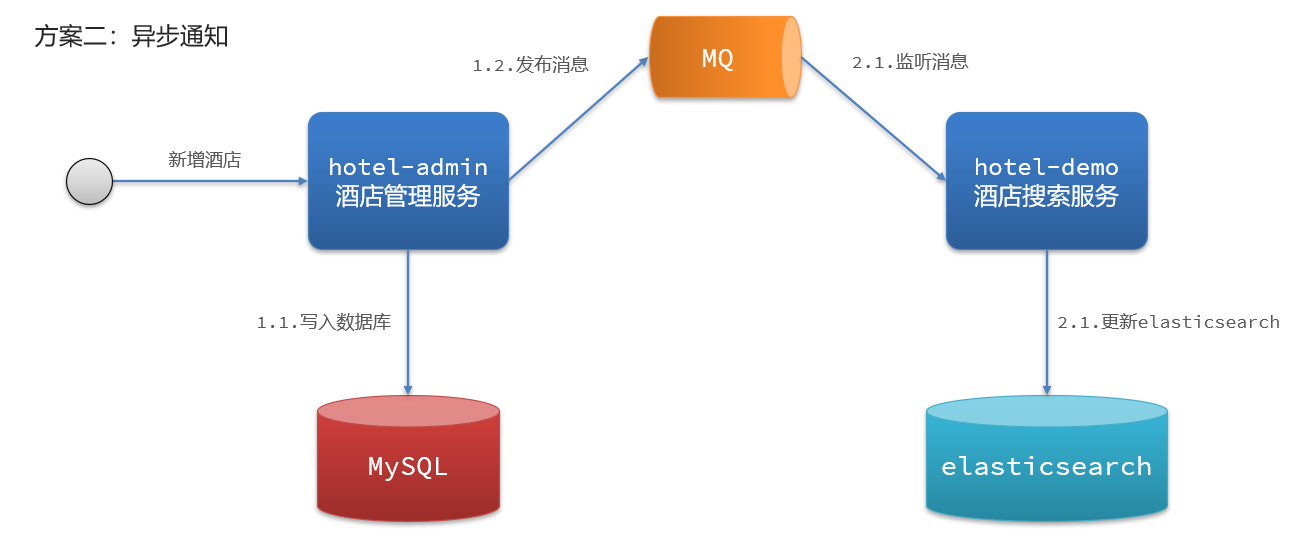 方案二：异步通知
1.2.发布消息
MQ
2.1.监听消息
新增酒店
hotel-admin
酒店管理服务
hotel-demo
酒店搜索服务
1.1.写入数据库
2.1.更新elasticsearch
MySQL
elasticsearch